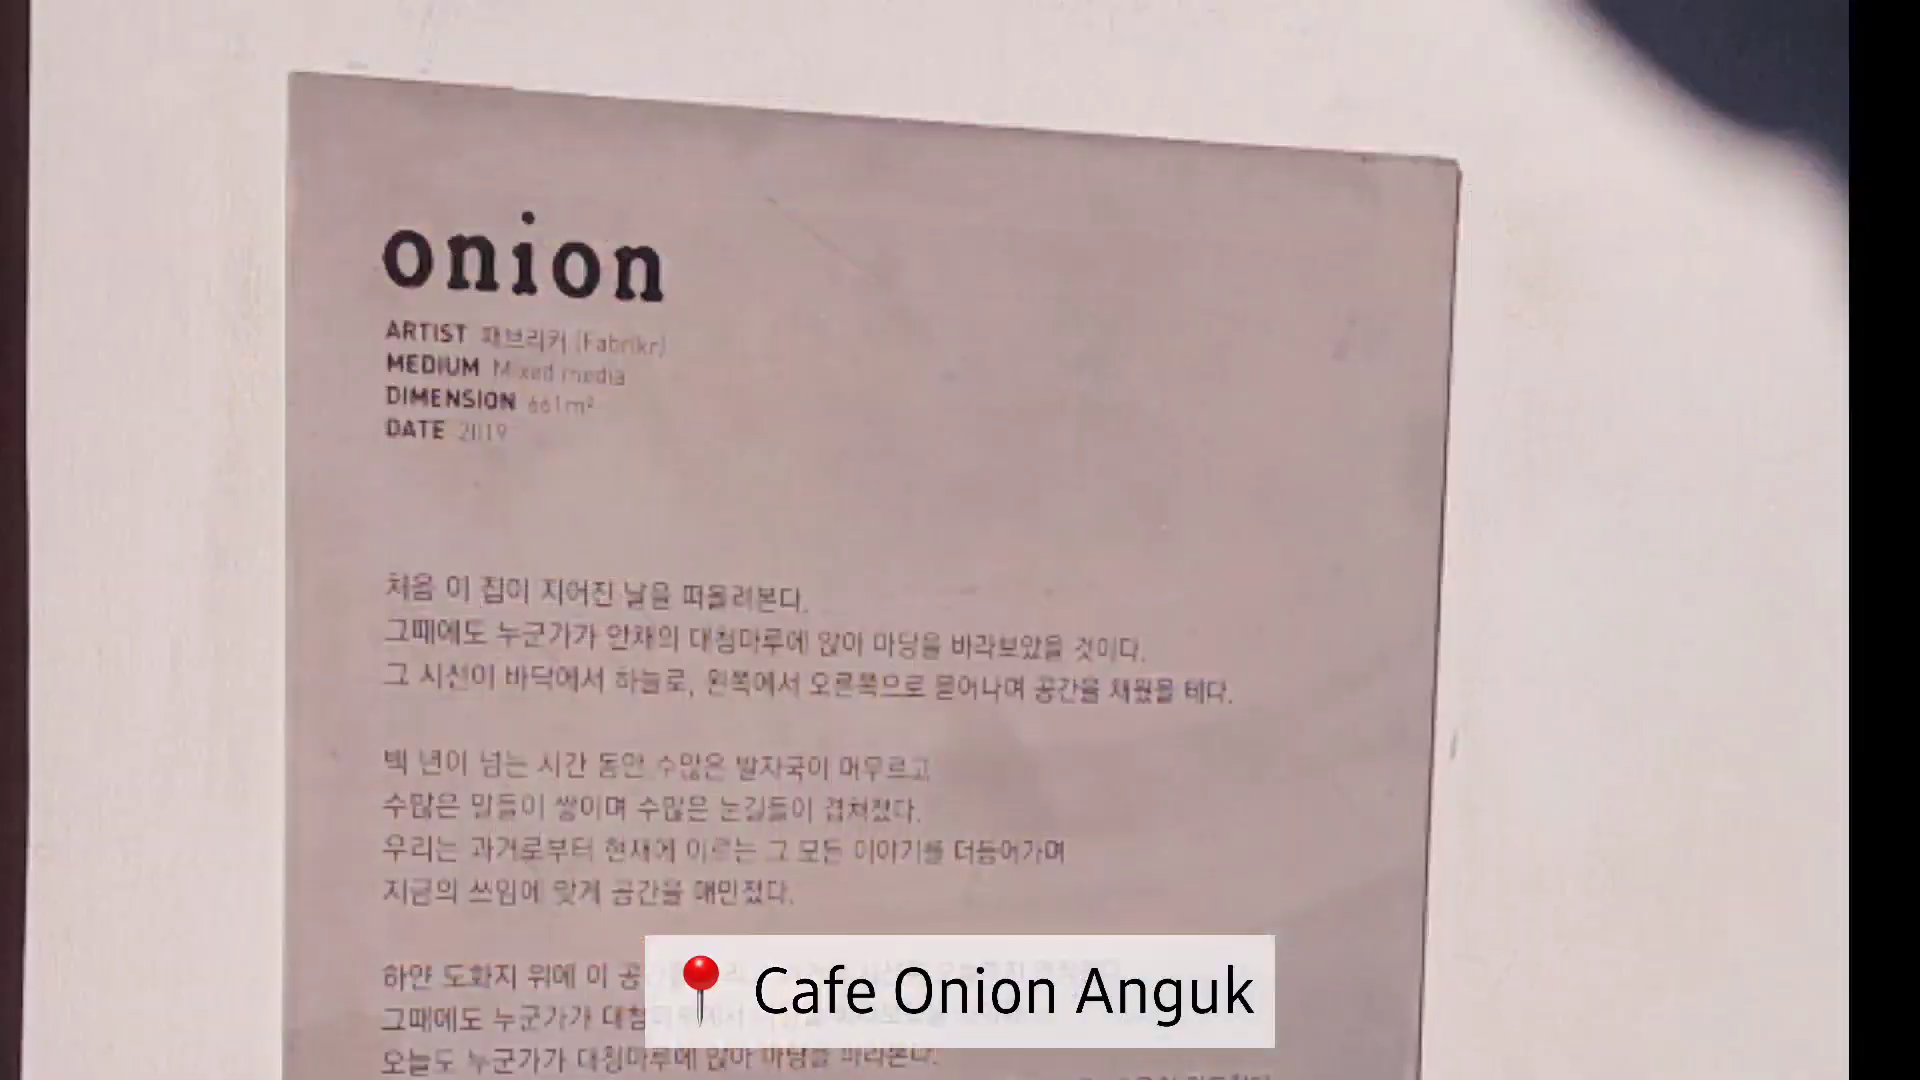 onion
ARTIST 패브리커 (Fabrikr)
MEDIUM Mixed media
DIMENSION 661m²
DATE 2019
처음 이 집이 지어진 날을 떠올려본다.
그때에도 누군가가 안채의 대청마루에 앉아 마당을 바라보았을 것이다.
그 시선이 바닥에서 하늘로, 왼쪽에서 오른쪽으로 묻어나며 공간을 채웠을 테다.
백 년이 넘는 시간 동안 수많은 발자국이 머무르고
수많은 말들이 쌓이며 수많은 눈길들이 겹쳐졌다.
우리는 과거로부터 현재에 이르는 그 모든 이야기를 더듬어가며
지금의 쓰임에 맞게 공간을 매만졌다.
하얀 도화지 위에 이
그때에도 누군가가
오늘도 누군가가 대청마루에 앉아 마당을 바라본다.
📍 Cafe Onion Anguk